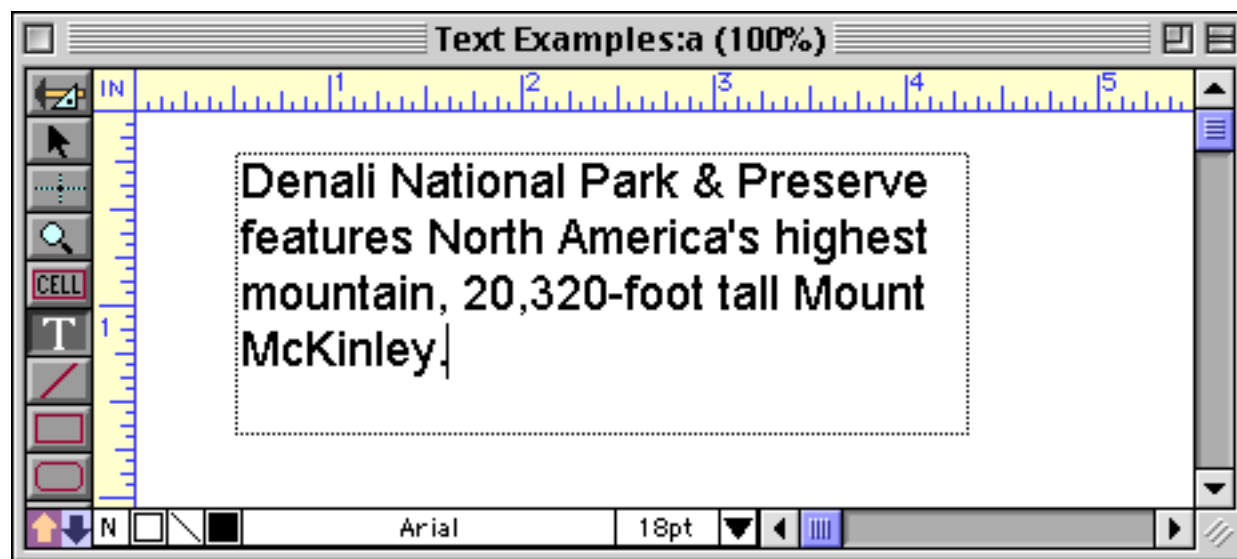 Text Examples:a (100%)
IN 1 2 3 4 5
Denali National Park & Preserve
features North America's highest
mountain, 20,320-foot tall Mount
McKinley.
CELL
T
1
N Arial 18pt